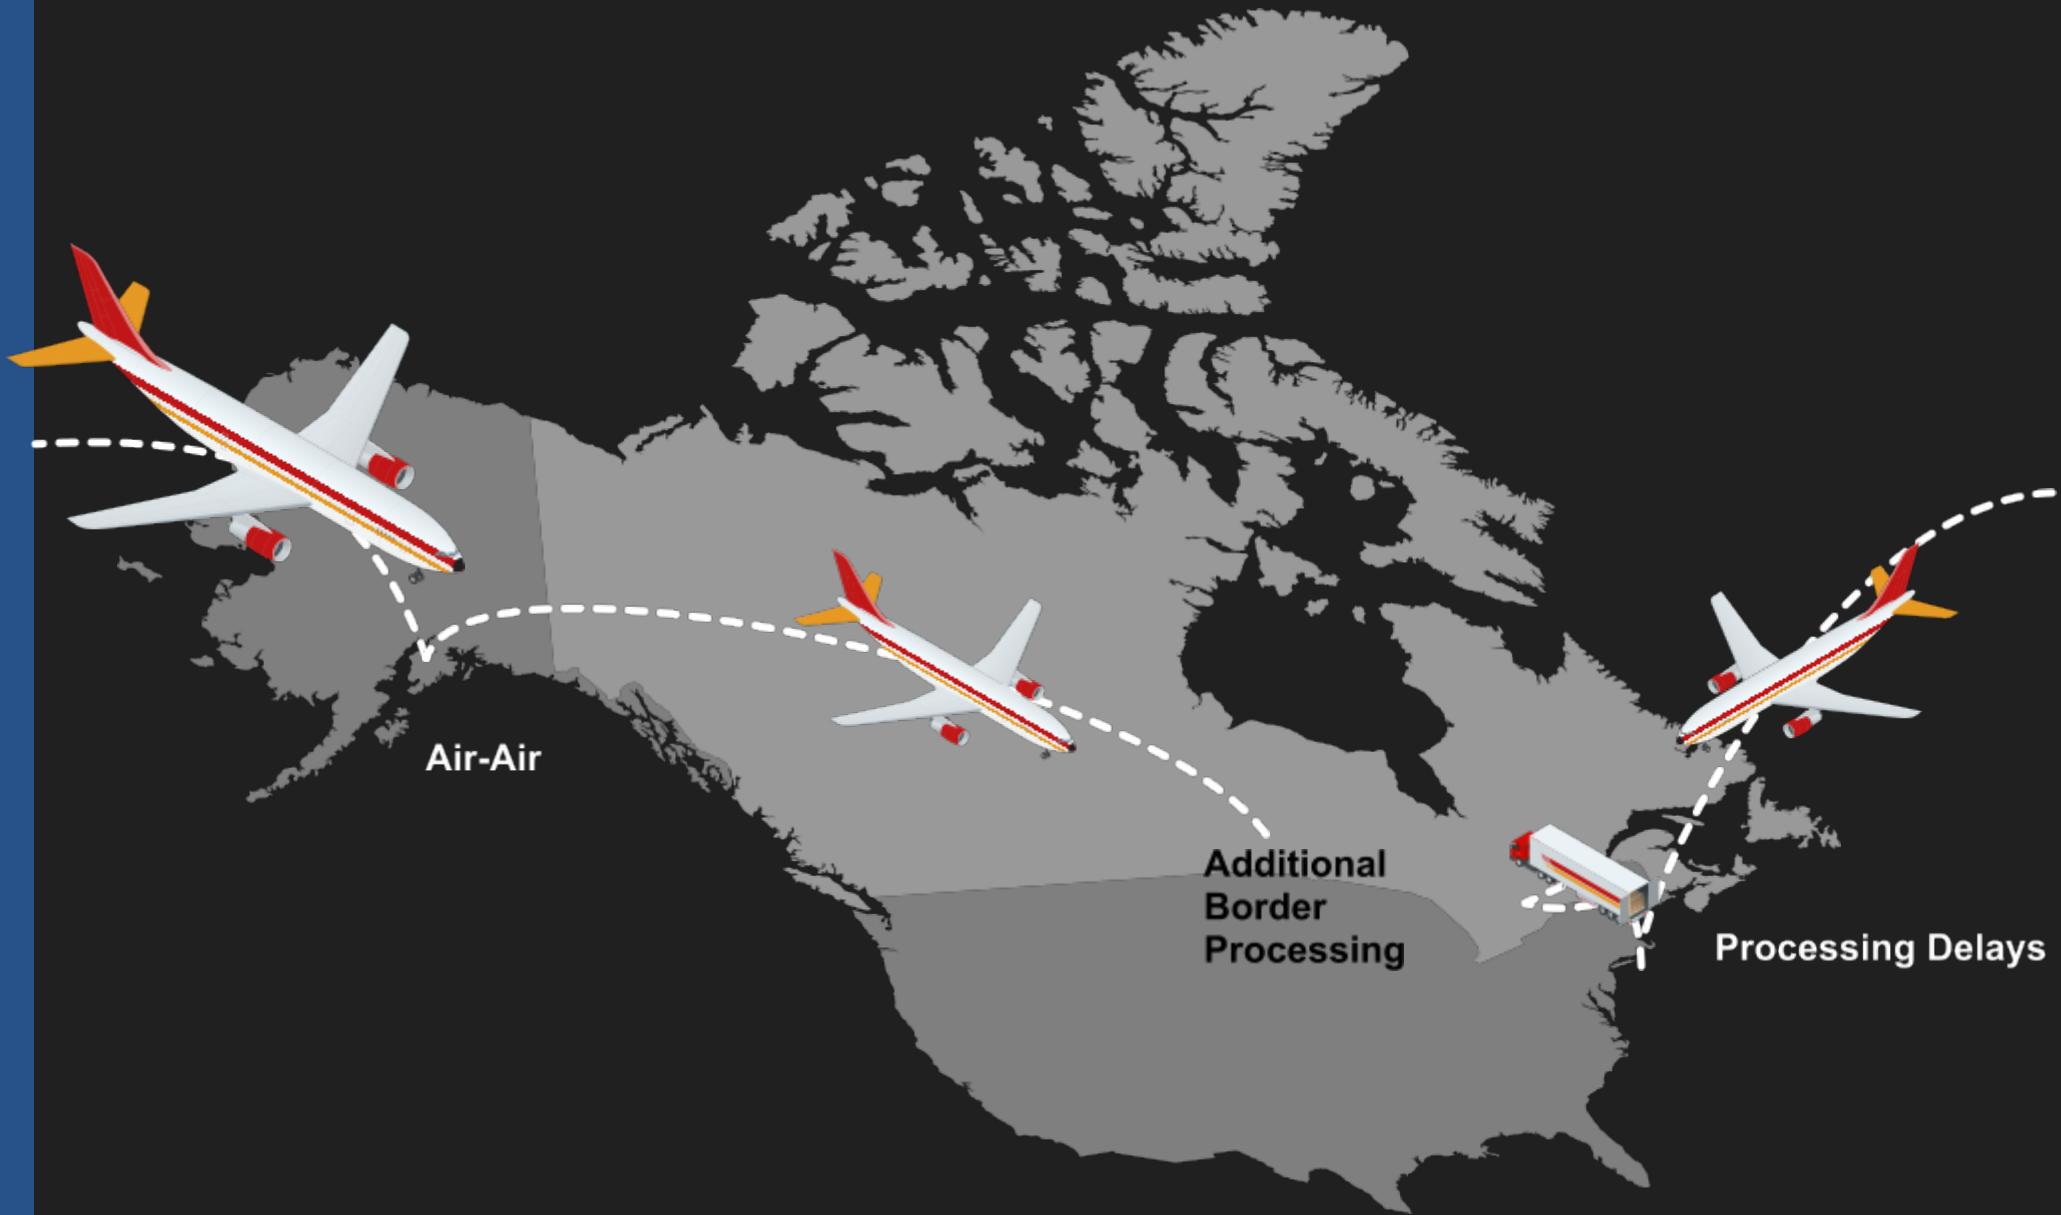 Air-Air
Additional
Border
Processing
Processing Delays